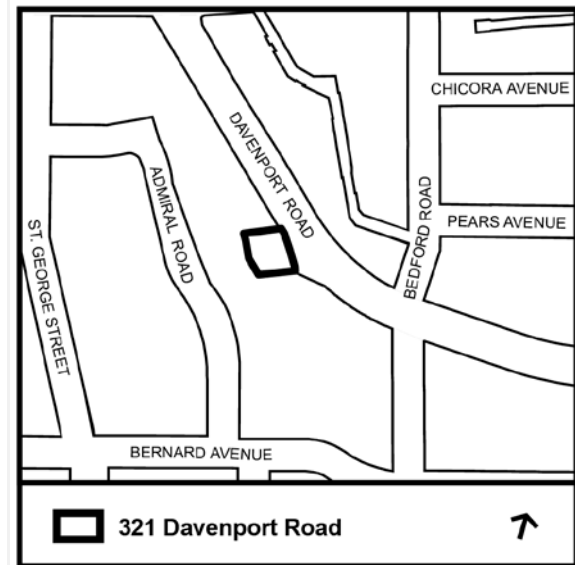 CHICORA AVENUE
DAVENPORT ROAD
ADMIRAL ROAD
PEARS AVENUE
BEDFORD ROAD
ST. GEORGE STREET
BERNARD AVENUE
321 Davenport Road